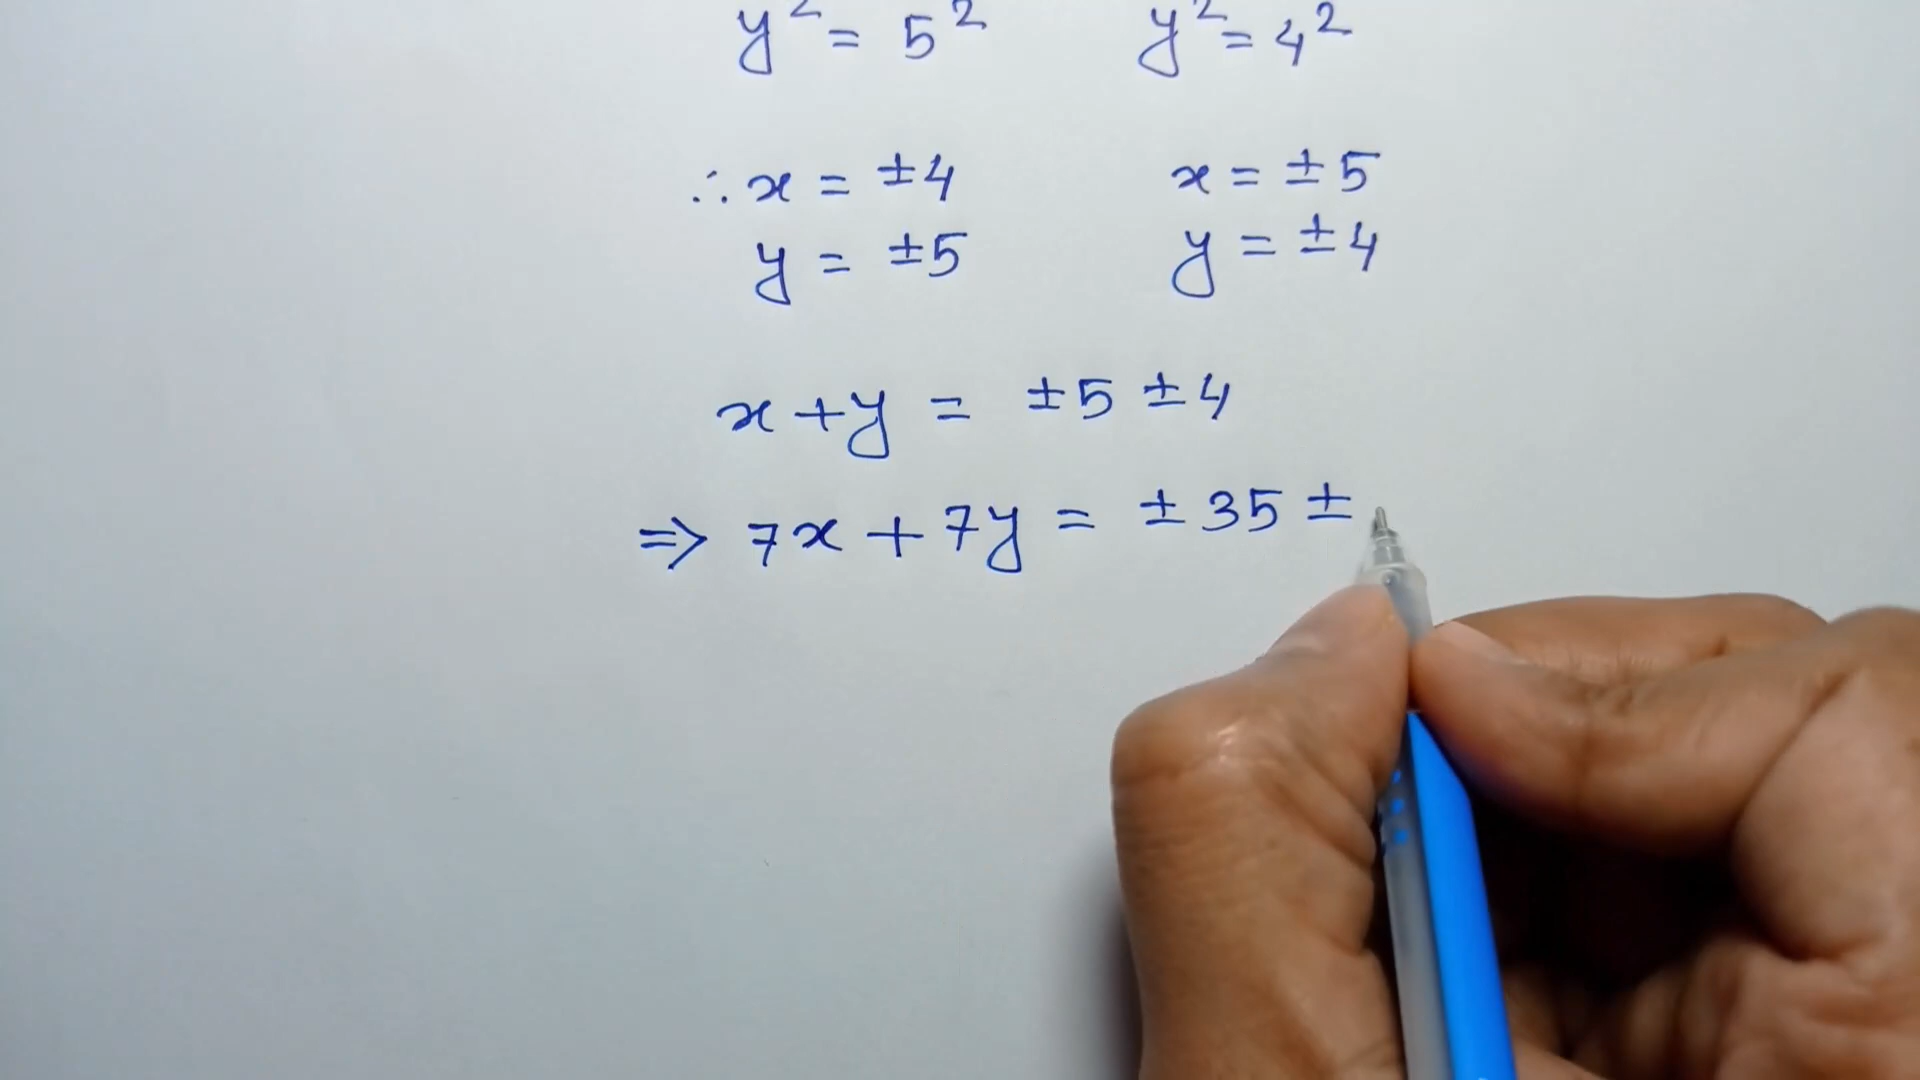 y² = 5² y² = 4²
∴ x = ±4 x = ±5
y = ±5 y = ±4
x + y = ±5 ±4
⇒ 7x + 7y = ± 35 ±